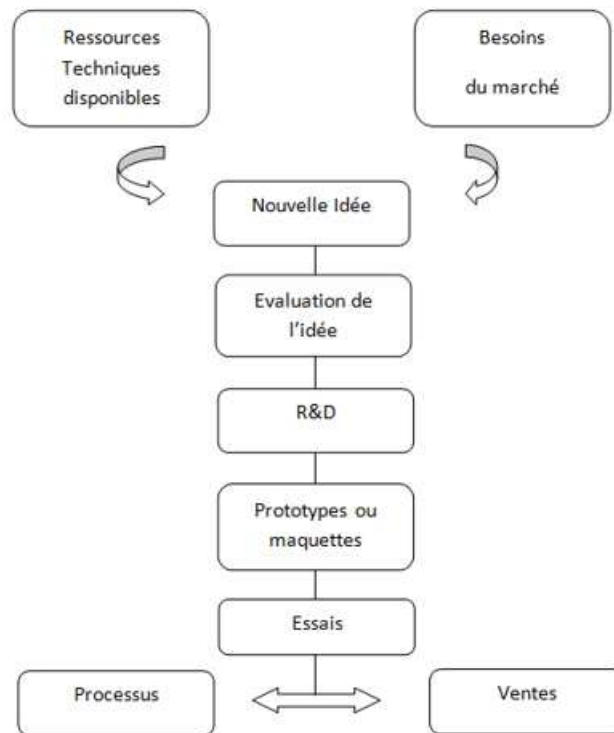 Ressources
Techniques
disponibles
Besoins
du marché
Nouvelle Idée
Evaluation de
l'idée
R&D
Prototypes ou
maquettes
Essais
Processus
Ventes